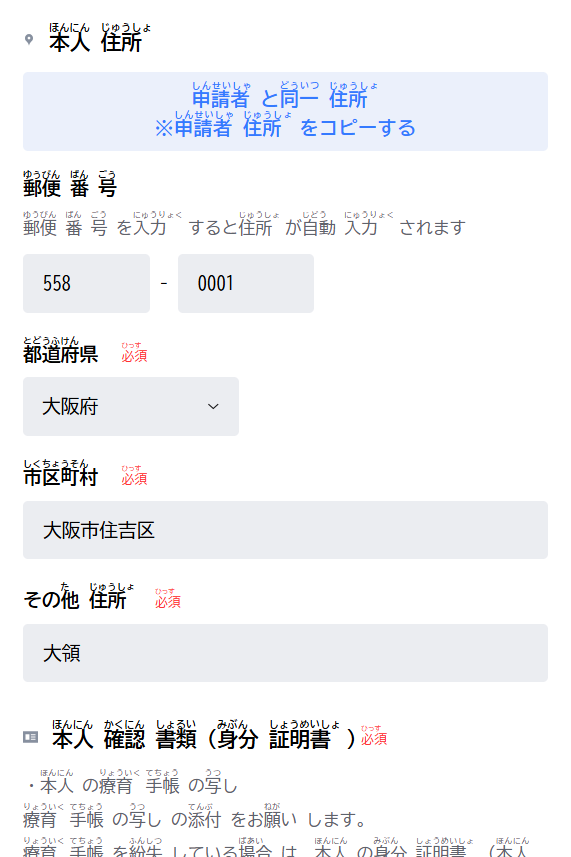 本人 住所
申請者 と同一 住所
※申請者 住所 をコピーする
郵便 番 号
郵便 番 号 を入力 すると住所 が自動 入力 されます
558 - 0001
都道府県 必須
大阪府
市区町村 必須
大阪市住吉区
その他 住所 必須
大領
本人 確認 書類（身分 証明書 ）必須
・本人 の療育 手帳 の写し
療育 手帳 の写し の添付 をお願い します。
療育 手帳 を紛失 している場合 は、本人 の身分 証明書 （本人